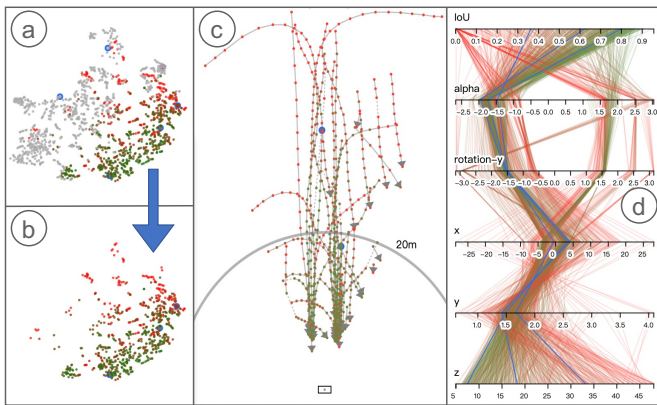 a
b
c
20m
d
IoU
0.0 0.1 0.2 0.3 0.4 0.5 0.6 0.7 0.8 0.9
alpha
-2.5 -2.0 -1.5 -1.0 -0.5 0.0 0.5 1.0 1.5 2.0 2.5 3.0
rotation-y
-3.0 -2.5 -2.0 -1.5 -1.0 -0.5 0.0 0.5 1.0 1.5 2.0 2.5 3.0
x
-25 -20 -15 -10 -5 0 5 10 15 20 25
y
1.0 1.5 2.0 2.5 3.0 3.5 4.0
z
5 10 15 20 25 30 35 40 45